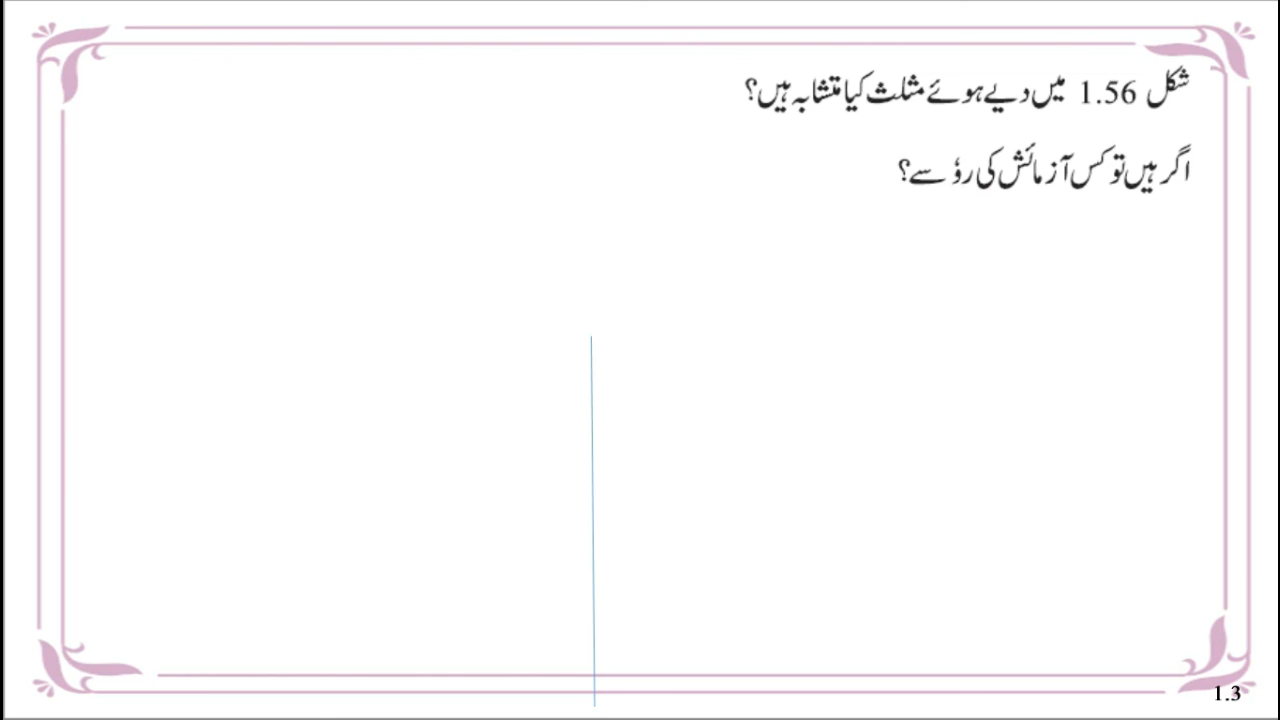 شکل 1.56 میں دیے ہوئے مثلث کیا متشابہ ہیں؟
اگر ہیں تو کس آزمائش کی رؤ سے؟
1.3